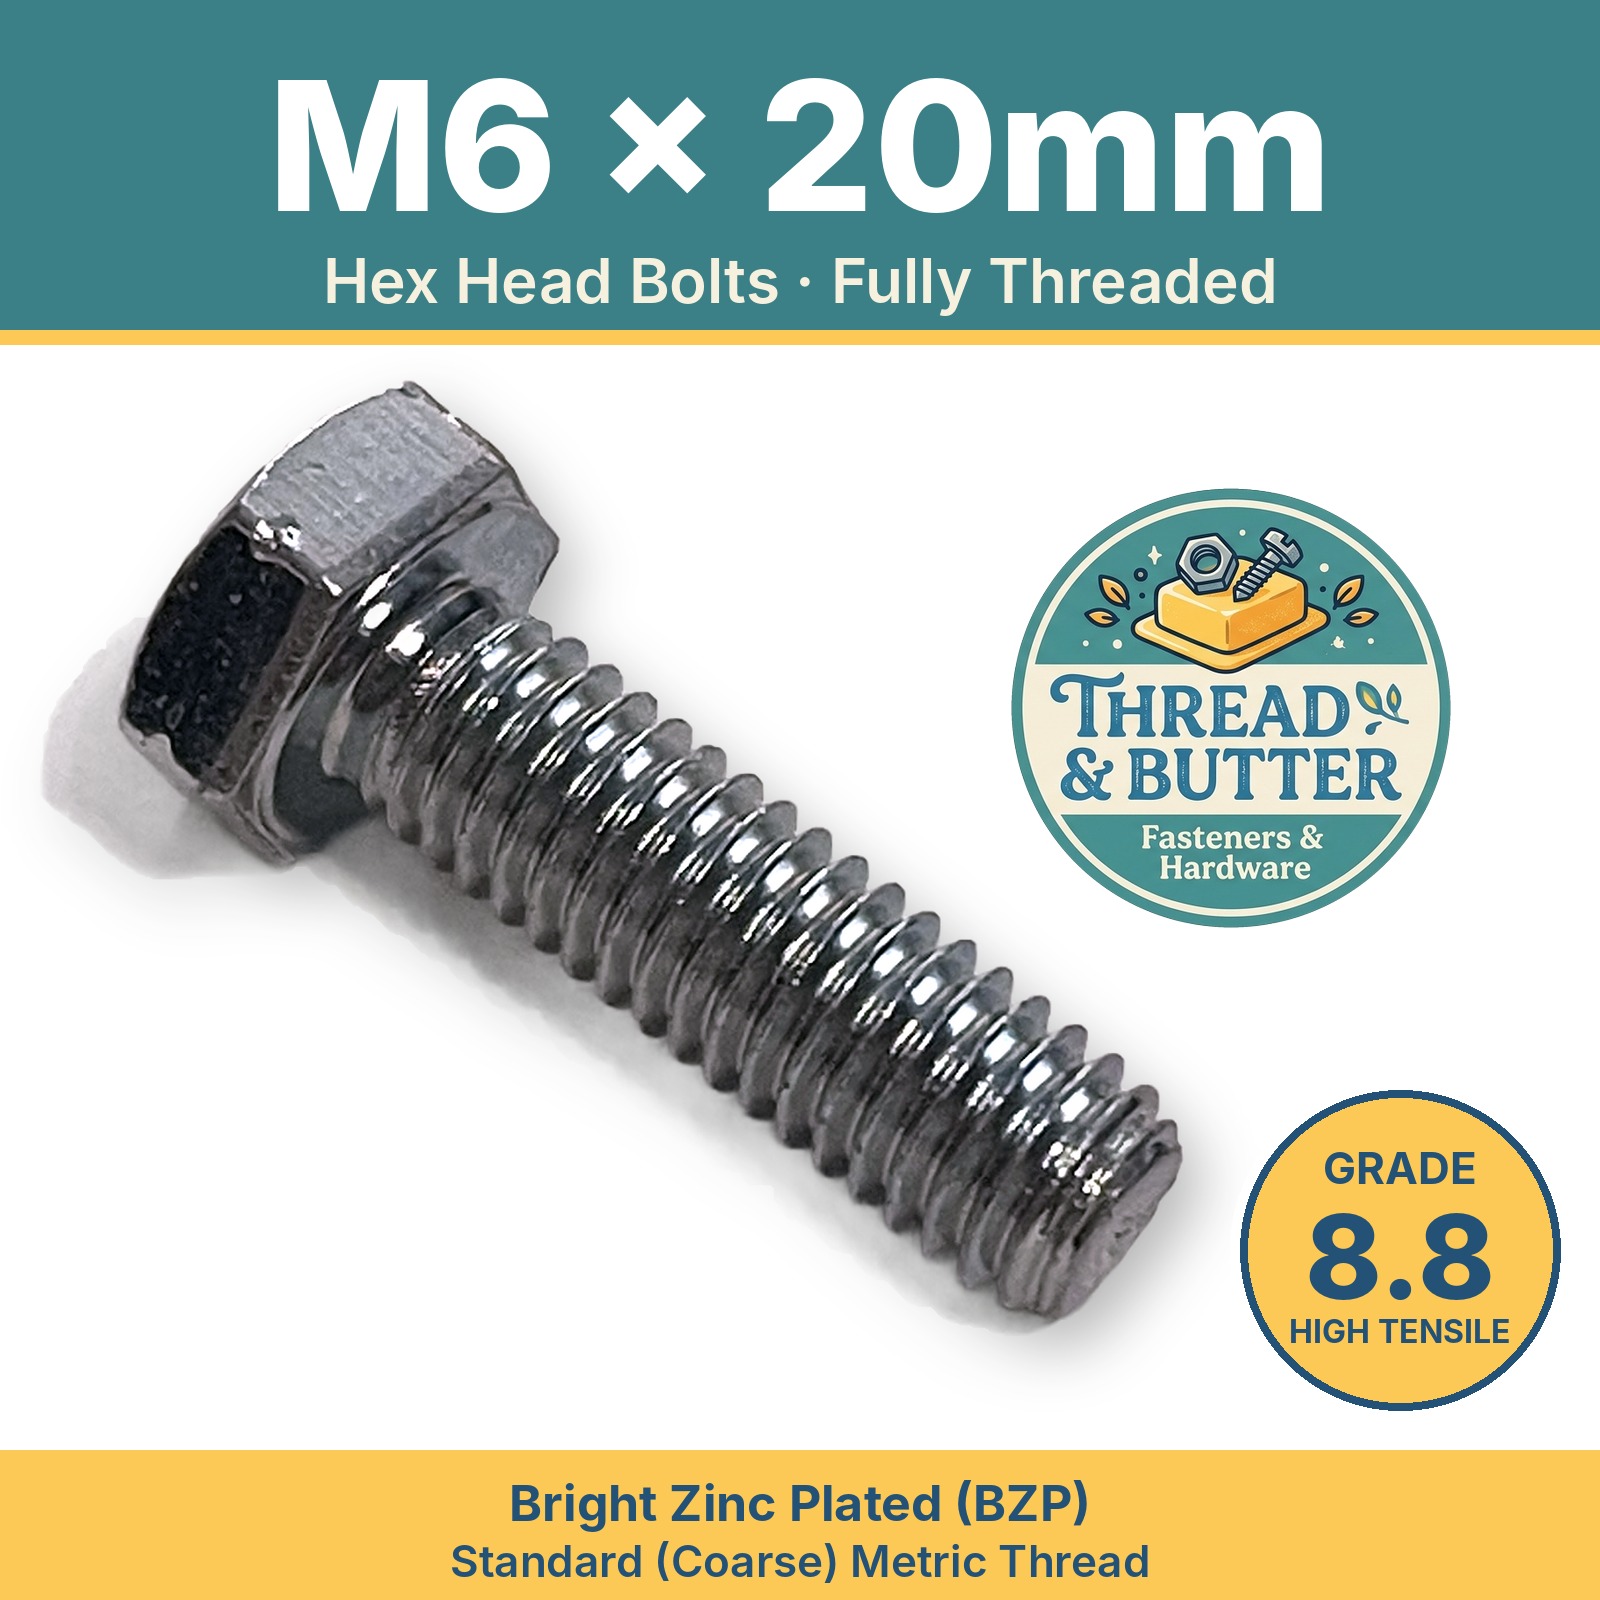 M6 × 20mm
Hex Head Bolts · Fully Threaded
THREAD
& BUTTER
Fasteners &
Hardware
GRADE
8.8
HIGH TENSILE
Bright Zinc Plated (BZP)
Standard (Coarse) Metric Thread